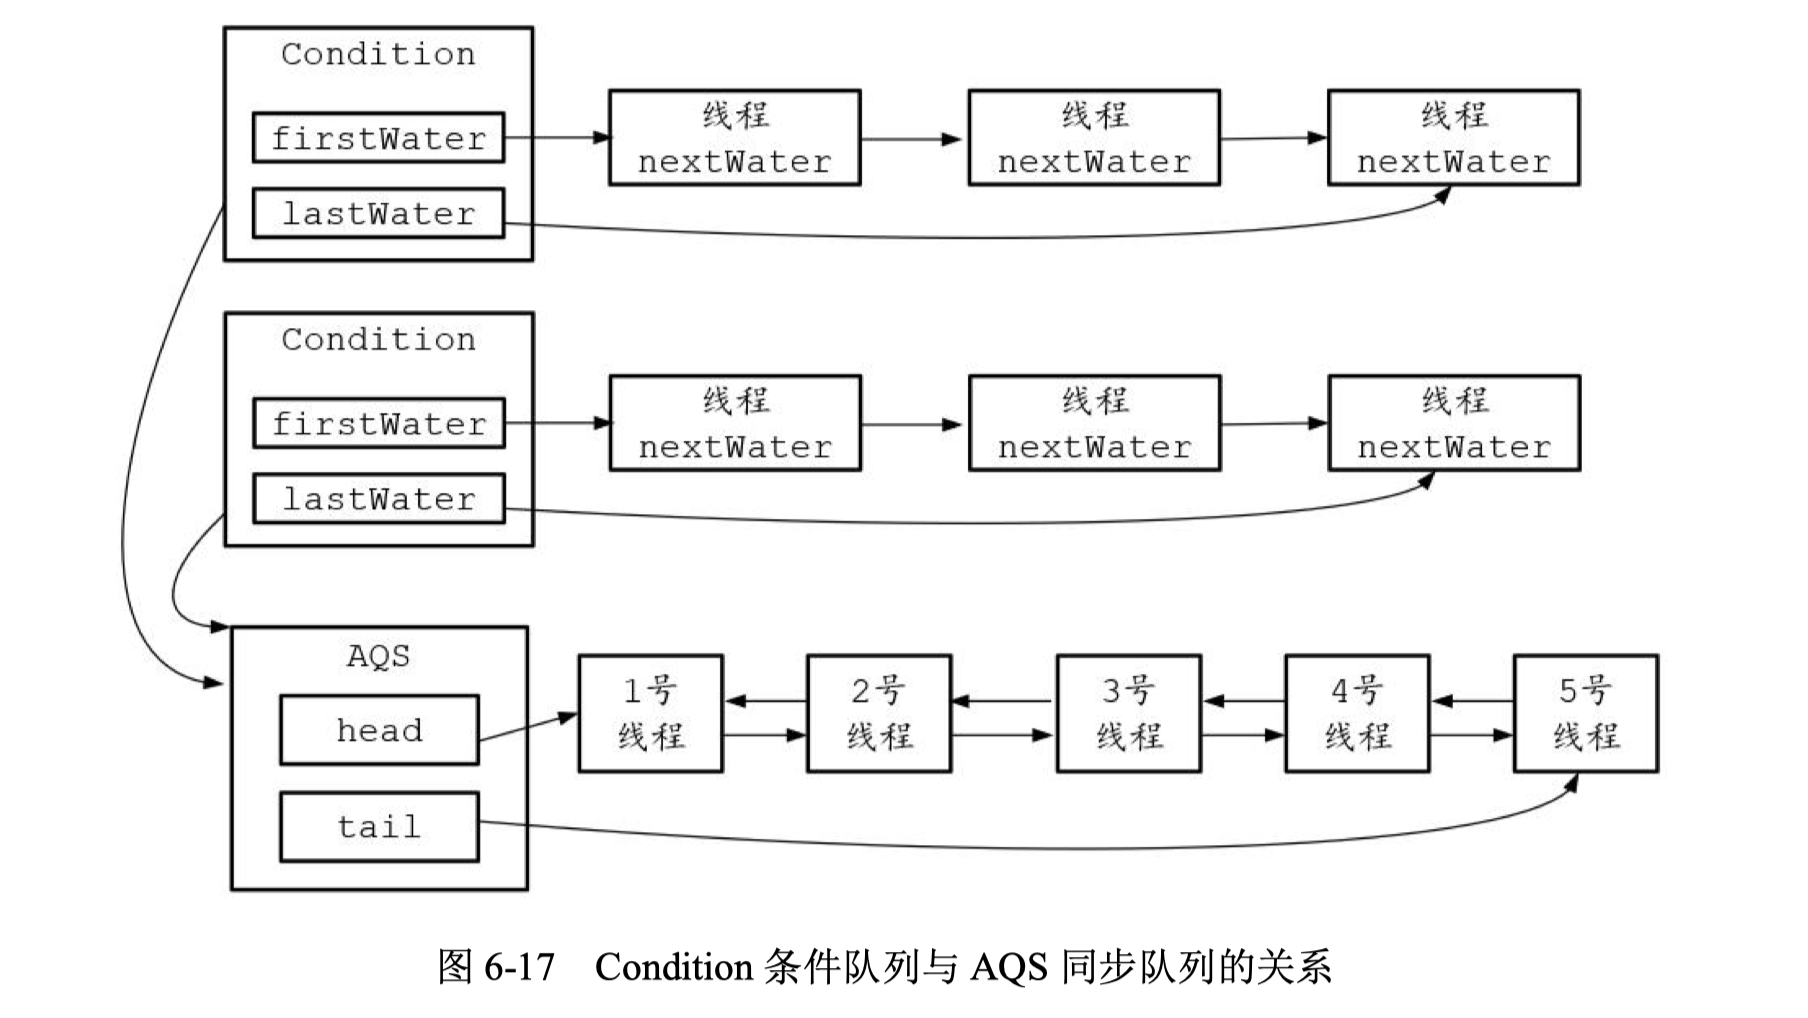 Condition
firstWater
lastWater
线程
nextWater
线程
nextWater
线程
nextWater
Condition
firstWater
lastWater
线程
nextWater
线程
nextWater
线程
nextWater
AQS
head
tail
1号
线程
2号
线程
3号
线程
4号
线程
5号
线程
图 6-17 Condition 条件队列与 AQS 同步队列的关系